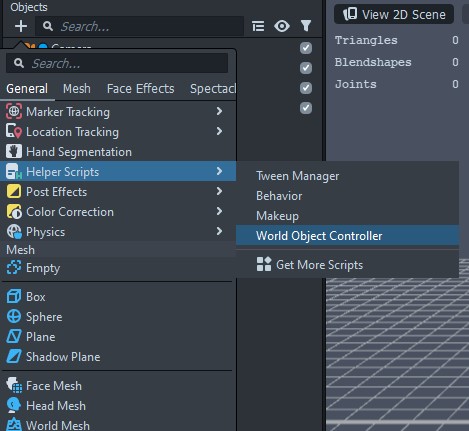 Objects
Search...
Camera
Search...
General Mesh Face Effects Spectacl
Marker Tracking
Location Tracking
Hand Segmentation
Helper Scripts
Post Effects
Color Correction
Physics
Mesh
Empty
Box
Sphere
Plane
Shadow Plane
Face Mesh
Head Mesh
World Mesh
Tween Manager
Behavior
Makeup
World Object Controller
Get More Scripts
View 2D Scene
Triangles 0
Blendshapes 0
Joints 0